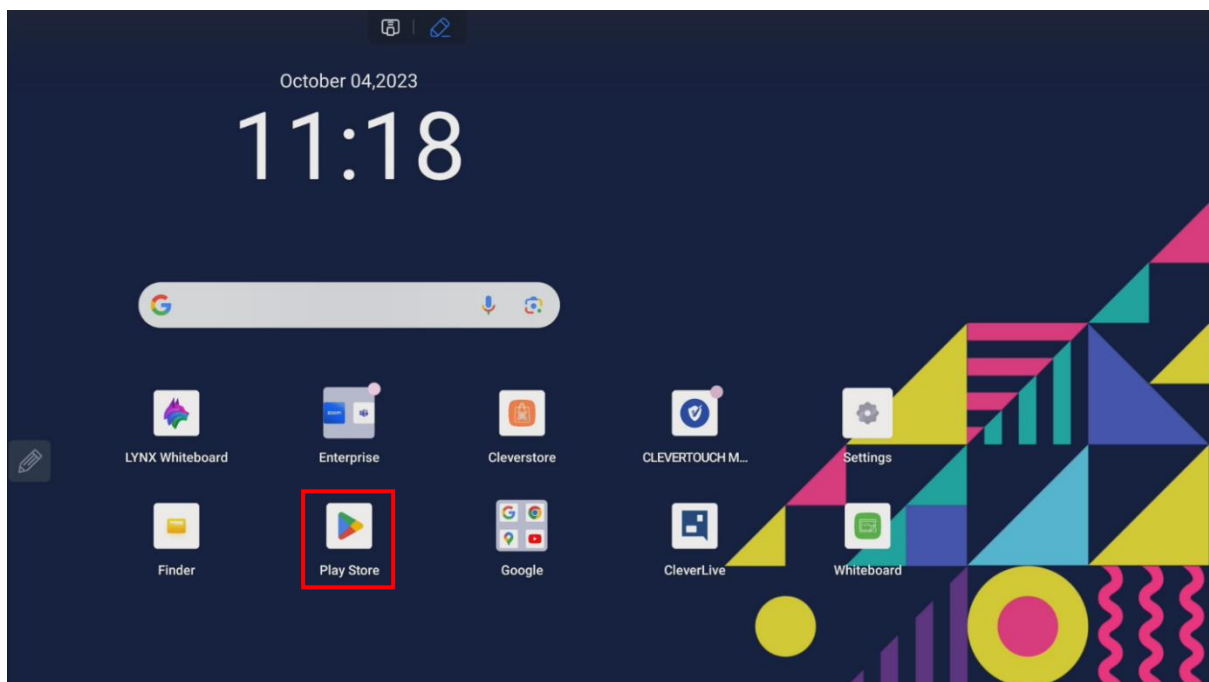 October 04,2023
11:18
LYNX Whiteboard
Enterprise
Cleverstore
CLEVERTOUCH M...
Settings
Finder
Play Store
Google
CleverLive
Whiteboard